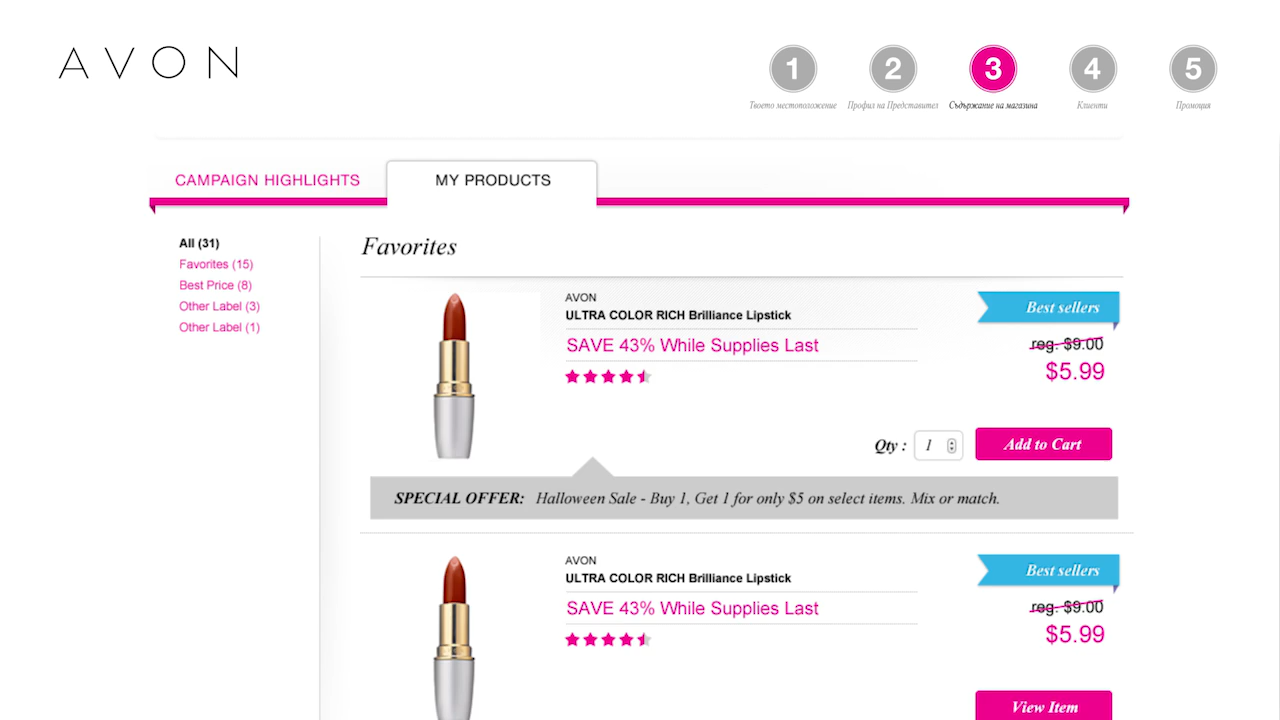 AVON
1 2 3 4 5
Твоето местоположение Профил на Представител Съдържание на магазина Клиенти Промоция
CAMPAIGN HIGHLIGHTS MY PRODUCTS
All (31)
Favorites (15)
Best Price (8)
Other Label (3)
Other Label (1)
Favorites
AVON
ULTRA COLOR RICH Brilliance Lipstick
SAVE 43% While Supplies Last
Best sellers
reg. $9.00
$5.99
Qty : 1 Add to Cart
SPECIAL OFFER: Halloween Sale - Buy 1, Get 1 for only $5 on select items. Mix or match.
AVON
ULTRA COLOR RICH Brilliance Lipstick
SAVE 43% While Supplies Last
Best sellers
reg. $9.00
$5.99
View Item